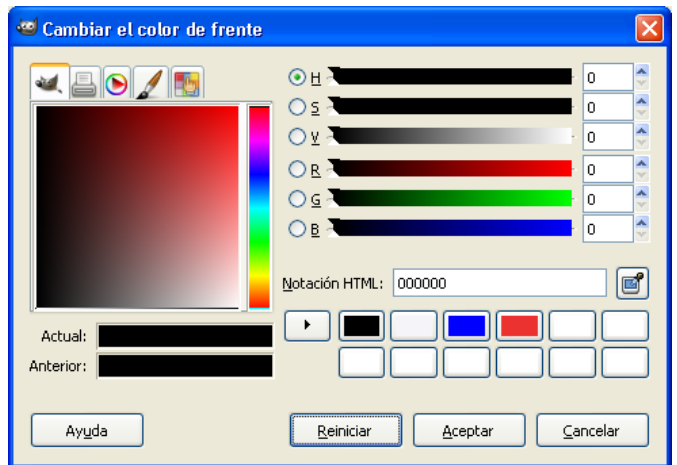 Cambiar el color de frente
H 0
S 0
V 0
R 0
G 0
B 0
Notación HTML: 000000
Actual:
Anterior:
Ayuda
Reiniciar
Aceptar
Cancelar